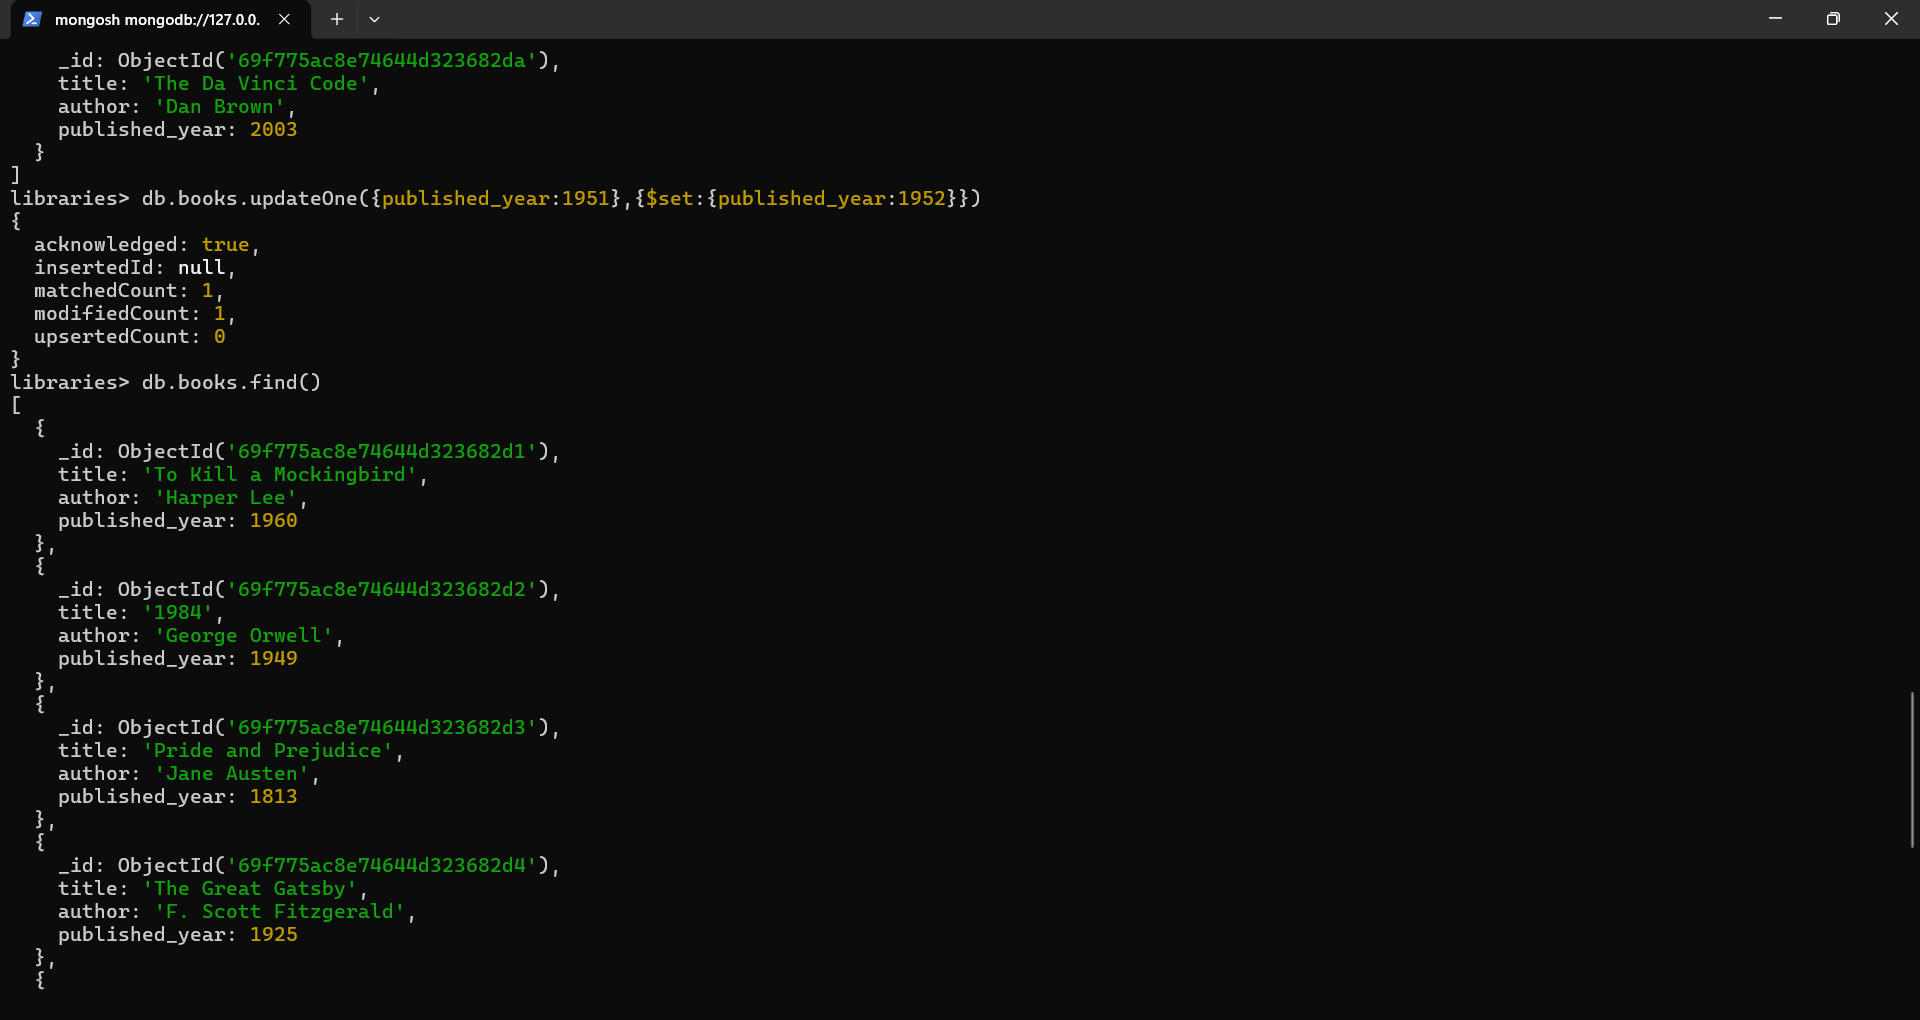 mongosh mongodb://127.0.0.
_id: ObjectId('69f775ac8e74644d323682da'),
title: 'The Da Vinci Code',
author: 'Dan Brown',
published_year: 2003
}
]
libraries> db.books.updateOne({published_year:1951},{$set:{published_year:1952}})
{
acknowledged: true,
insertedId: null,
matchedCount: 1,
modifiedCount: 1,
upsertedCount: 0
}
libraries> db.books.find()
[
{
_id: ObjectId('69f775ac8e74644d323682d1'),
title: 'To Kill a Mockingbird',
author: 'Harper Lee',
published_year: 1960
},
{
_id: ObjectId('69f775ac8e74644d323682d2'),
title: '1984',
author: 'George Orwell',
published_year: 1949
},
{
_id: ObjectId('69f775ac8e74644d323682d3'),
title: 'Pride and Prejudice',
author: 'Jane Austen',
published_year: 1813
},
{
_id: ObjectId('69f775ac8e74644d323682d4'),
title: 'The Great Gatsby',
author: 'F. Scott Fitzgerald',
published_year: 1925
},
{